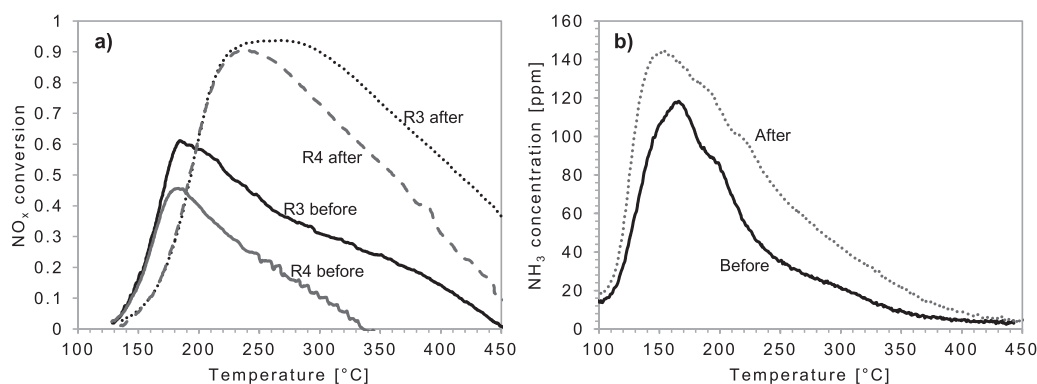 a)
NOx conversion
1
0.9
0.8
0.7
0.6
0.5
0.4
0.3
0.2
0.1
0
R3 after
R4 after
R3 before
R4 before
100 150 200 250 300 350 400 450
Temperature [°C]
b)
NH3 concentration [ppm]
160
140
120
100
80
60
40
20
0
After
Before
100 150 200 250 300 350 400 450
Temperature [°C]